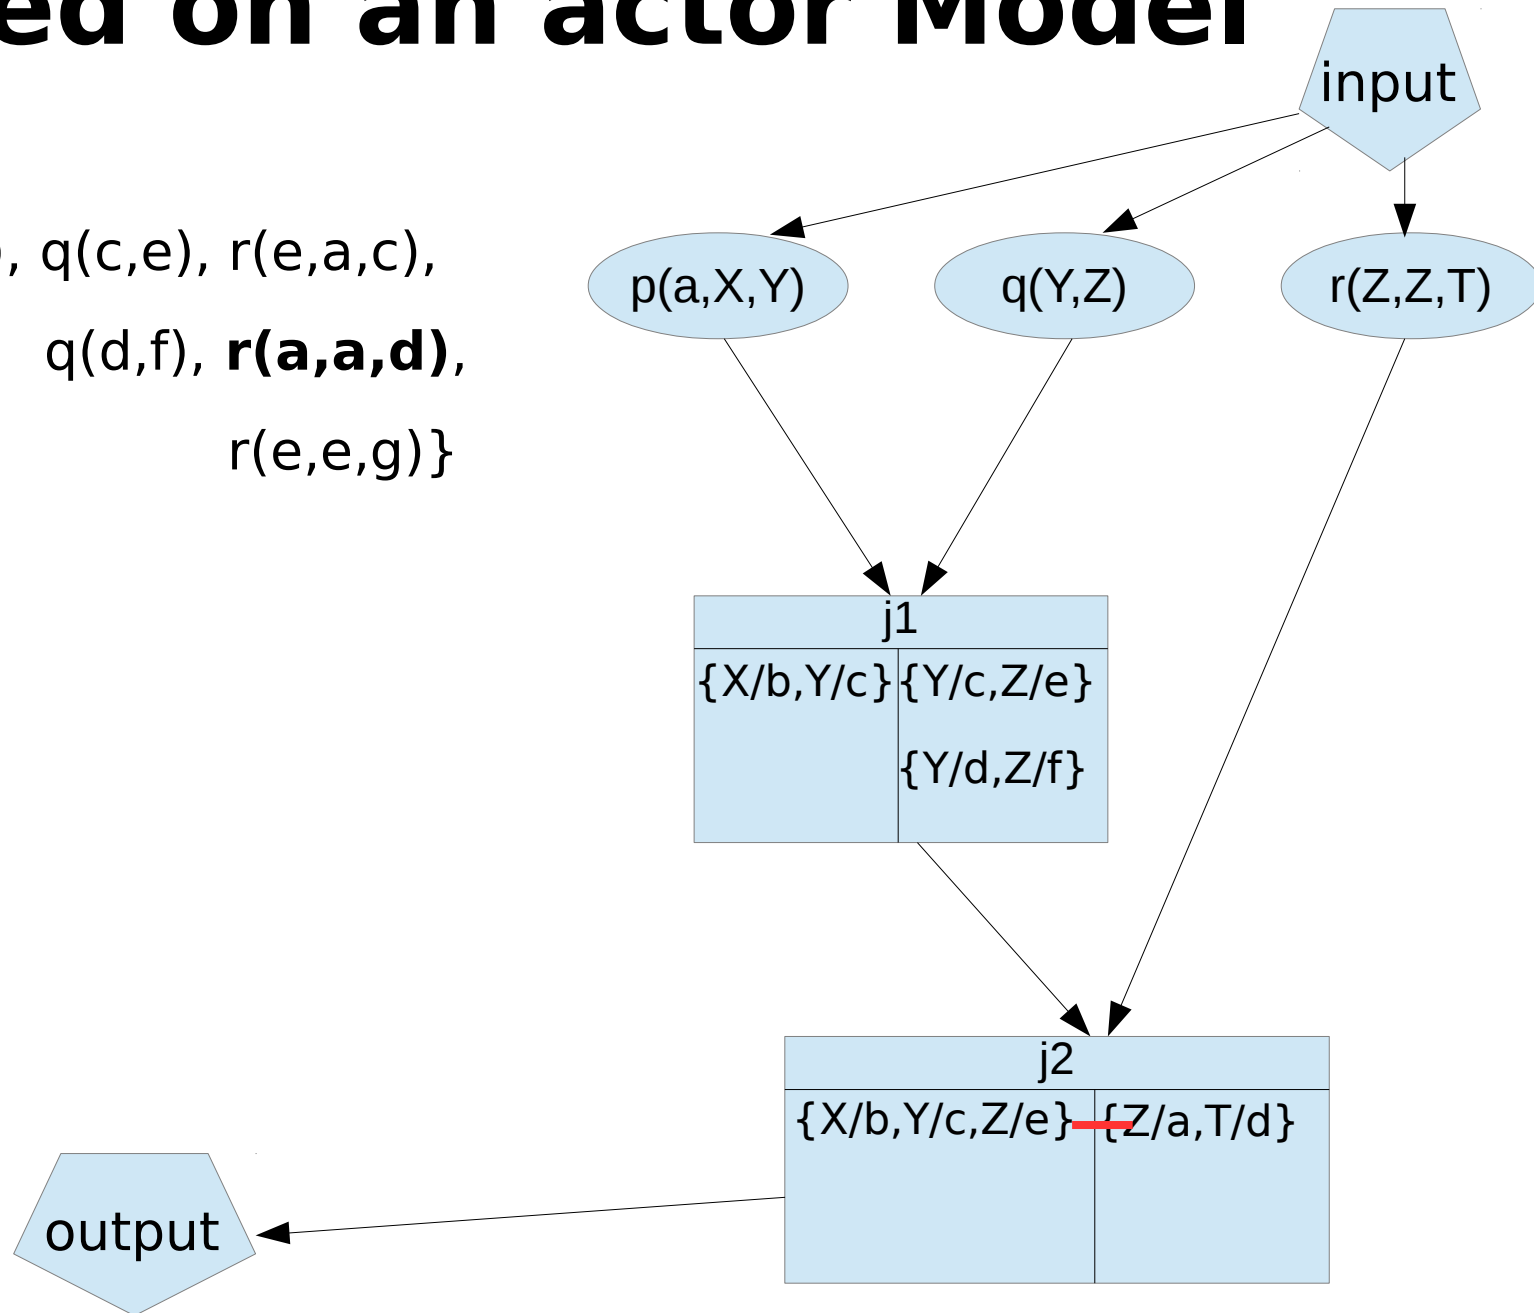 ed on an actor Model
input
), q(c,e), r(e,a,c),
q(d,f), r(a,a,d),
r(e,e,g)}
p(a,X,Y)
q(Y,Z)
r(Z,Z,T)
j1
{X/b,Y/c}
{Y/c,Z/e}
{Y/d,Z/f}
j2
{X/b,Y/c,Z/e}
{Z/a,T/d}
output